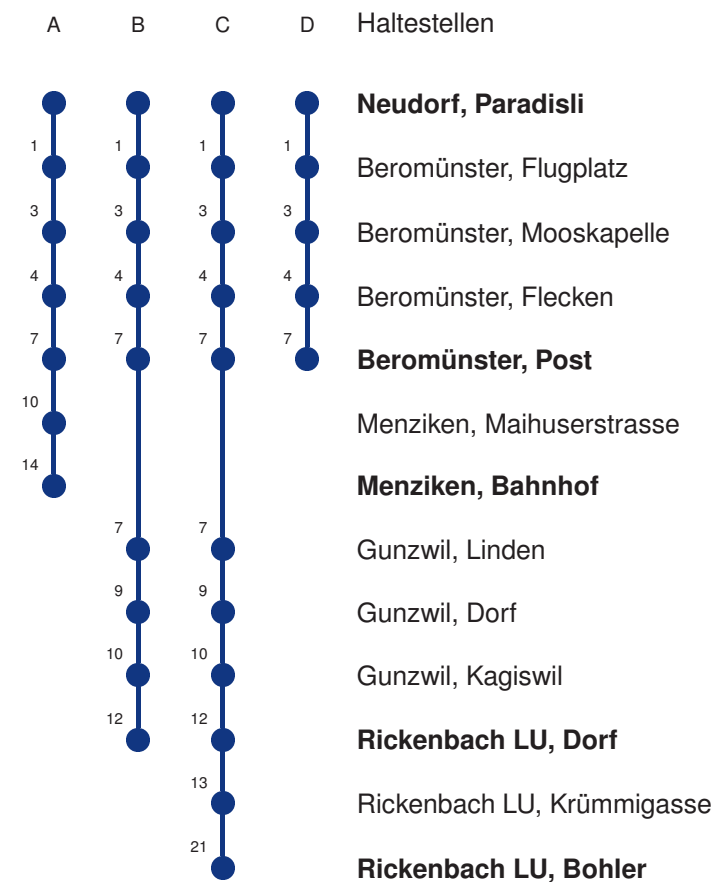 A B C D Haltestellen
Neudorf, Paradisli
1 1 1 1 Beromünster, Flugplatz
3 3 3 3 Beromünster, Mooskapelle
4 4 4 4 Beromünster, Flecken
7 7 7 7 Beromünster, Post
10 Menziken, Maihuserstrasse
14 Menziken, Bahnhof
7 7 Gunzwil, Linden
9 9 Gunzwil, Dorf
10 10 Gunzwil, Kagiswil
12 12 Rickenbach LU, Dorf
13 Rickenbach LU, Krümmigasse
21 Rickenbach LU, Bohler